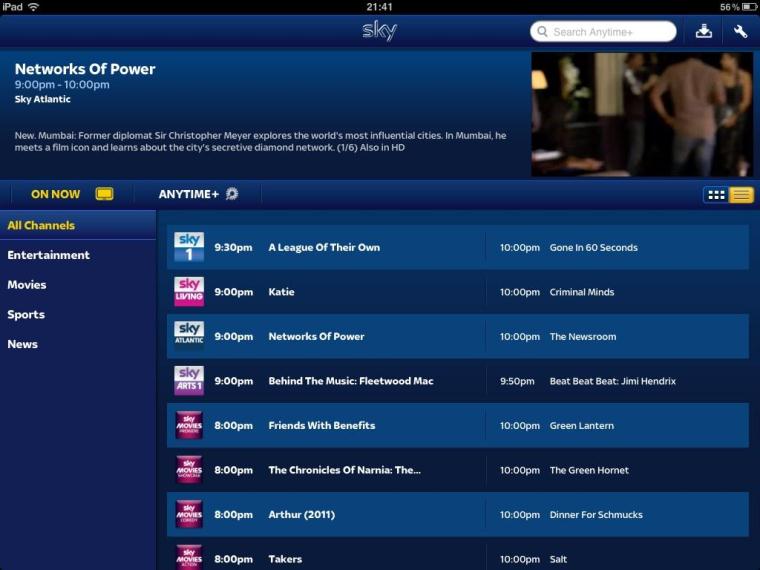 iPad 21:41 56%
sky Search Anytime+
Networks Of Power
9:00pm - 10:00pm
Sky Atlantic
New. Mumbai: Former diplomat Sir Christopher Meyer explores the world's most influential cities. In Mumbai, he
meets a film icon and learns about the city's secretive diamond network. (1/6) Also in HD
ON NOW ANYTIME+
All Channels
Entertainment
Movies
Sports
News
sky 1 9:30pm A League Of Their Own 10:00pm Gone In 60 Seconds
sky LIVING 9:00pm Katie 10:00pm Criminal Minds
sky ATLANTIC 9:00pm Networks Of Power 10:00pm The Newsroom
sky ARTS 1 9:00pm Behind The Music: Fleetwood Mac 9:50pm Beat Beat Beat: Jimi Hendrix
sky MOVIES PREMIERE 8:00pm Friends With Benefits 10:00pm Green Lantern
sky MOVIES SHOWCASE 8:00pm The Chronicles Of Narnia: The... 10:00pm The Green Hornet
sky MOVIES COMEDY 8:00pm Arthur (2011) 10:00pm Dinner For Schmucks
sky MOVIES ACTION 8:00pm Takers 10:00pm Salt